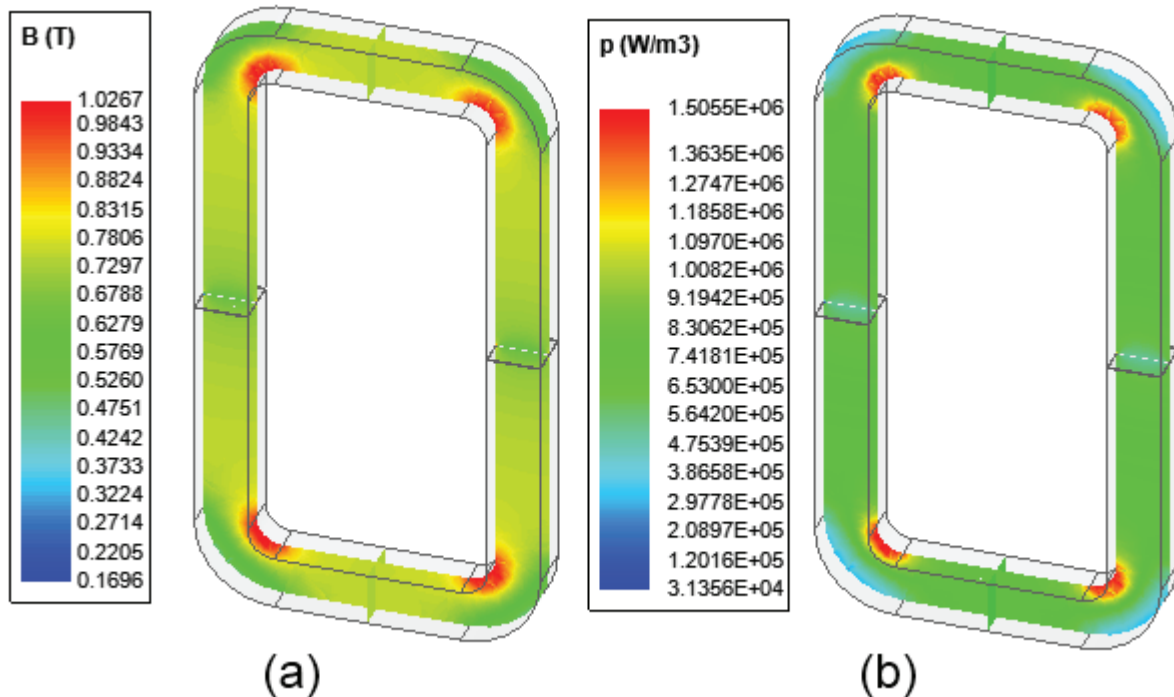 B (T)
1.0267
0.9843
0.9334
0.8824
0.8315
0.7806
0.7297
0.6788
0.6279
0.5769
0.5260
0.4751
0.4242
0.3733
0.3224
0.2714
0.2205
0.1696
(a)
p (W/m3)
1.5055E+06
1.3635E+06
1.2747E+06
1.1858E+06
1.0970E+06
1.0082E+06
9.1942E+05
8.3062E+05
7.4181E+05
6.5300E+05
5.6420E+05
4.7539E+05
3.8658E+05
2.9778E+05
2.0897E+05
1.2016E+05
3.1356E+04
(b)